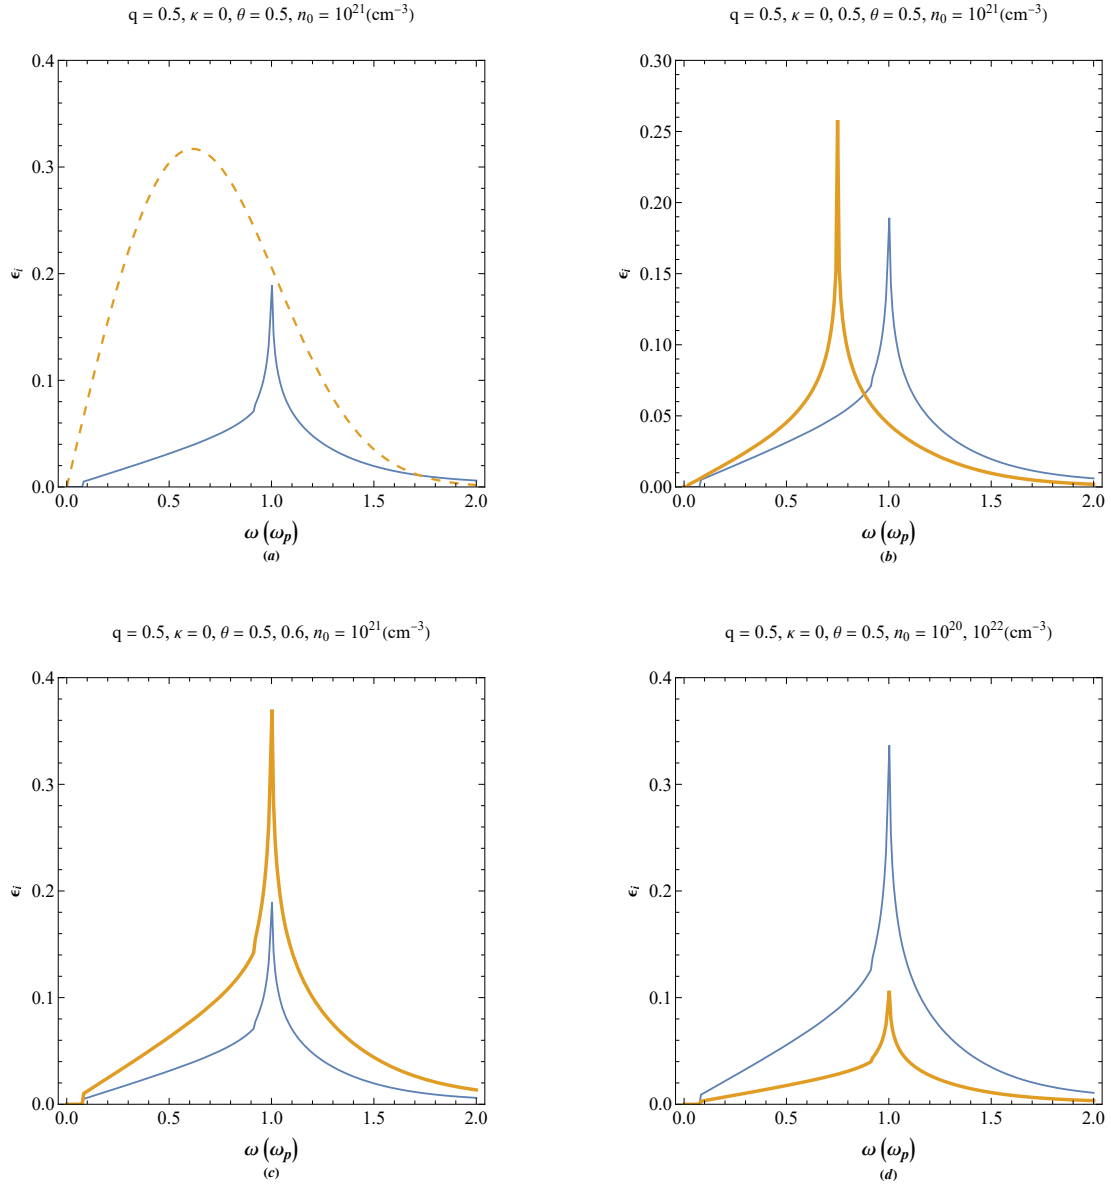 q = 0.5, κ = 0, θ = 0.5, n₀ = 10²¹(cm⁻³)
0.4
0.3
0.2
0.1
0.0
ϵᵢ
0.0 0.5 1.0 1.5 2.0
ω (ωₚ)
(a)
q = 0.5, κ = 0, 0.5, θ = 0.5, n₀ = 10²¹(cm⁻³)
0.30
0.25
0.20
0.15
0.10
0.05
0.00
ϵᵢ
0.0 0.5 1.0 1.5 2.0
ω (ωₚ)
(b)
q = 0.5, κ = 0, θ = 0.5, 0.6, n₀ = 10²¹(cm⁻³)
0.4
0.3
0.2
0.1
0.0
ϵᵢ
0.0 0.5 1.0 1.5 2.0
ω (ωₚ)
(c)
q = 0.5, κ = 0, θ = 0.5, n₀ = 10²⁰, 10²²(cm⁻³)
0.4
0.3
0.2
0.1
0.0
ϵᵢ
0.0 0.5 1.0 1.5 2.0
ω (ωₚ)
(d)